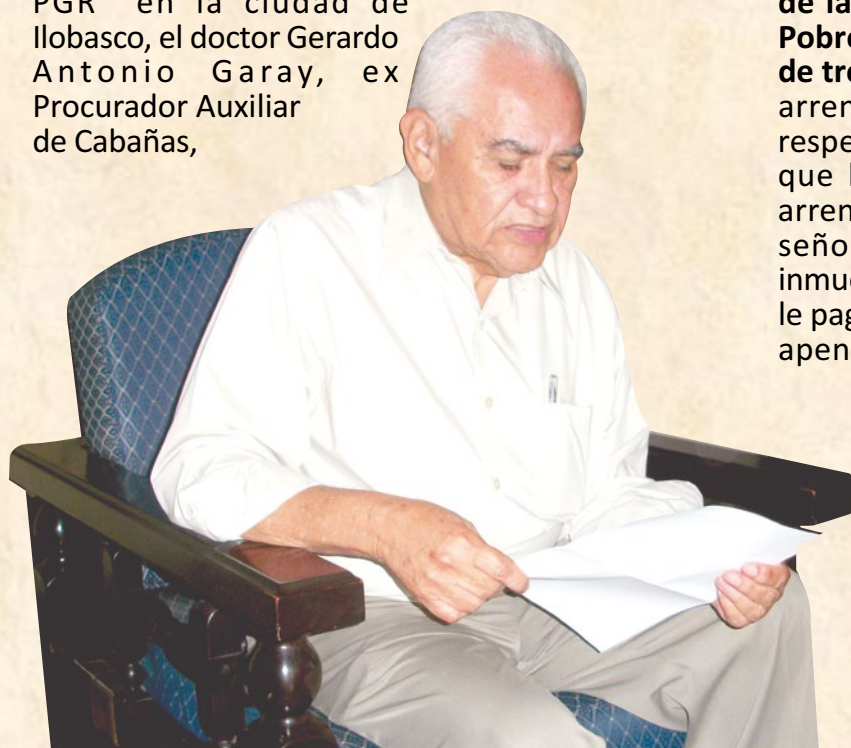 PGR en la ciudad de
Ilobasco, el doctor Gerardo
Antonio Garay, ex
Procurador Auxiliar
de Cabañas,
de la
Pobre
de tre
arren
respe
que
arren
seño
inmue
le pag
apen